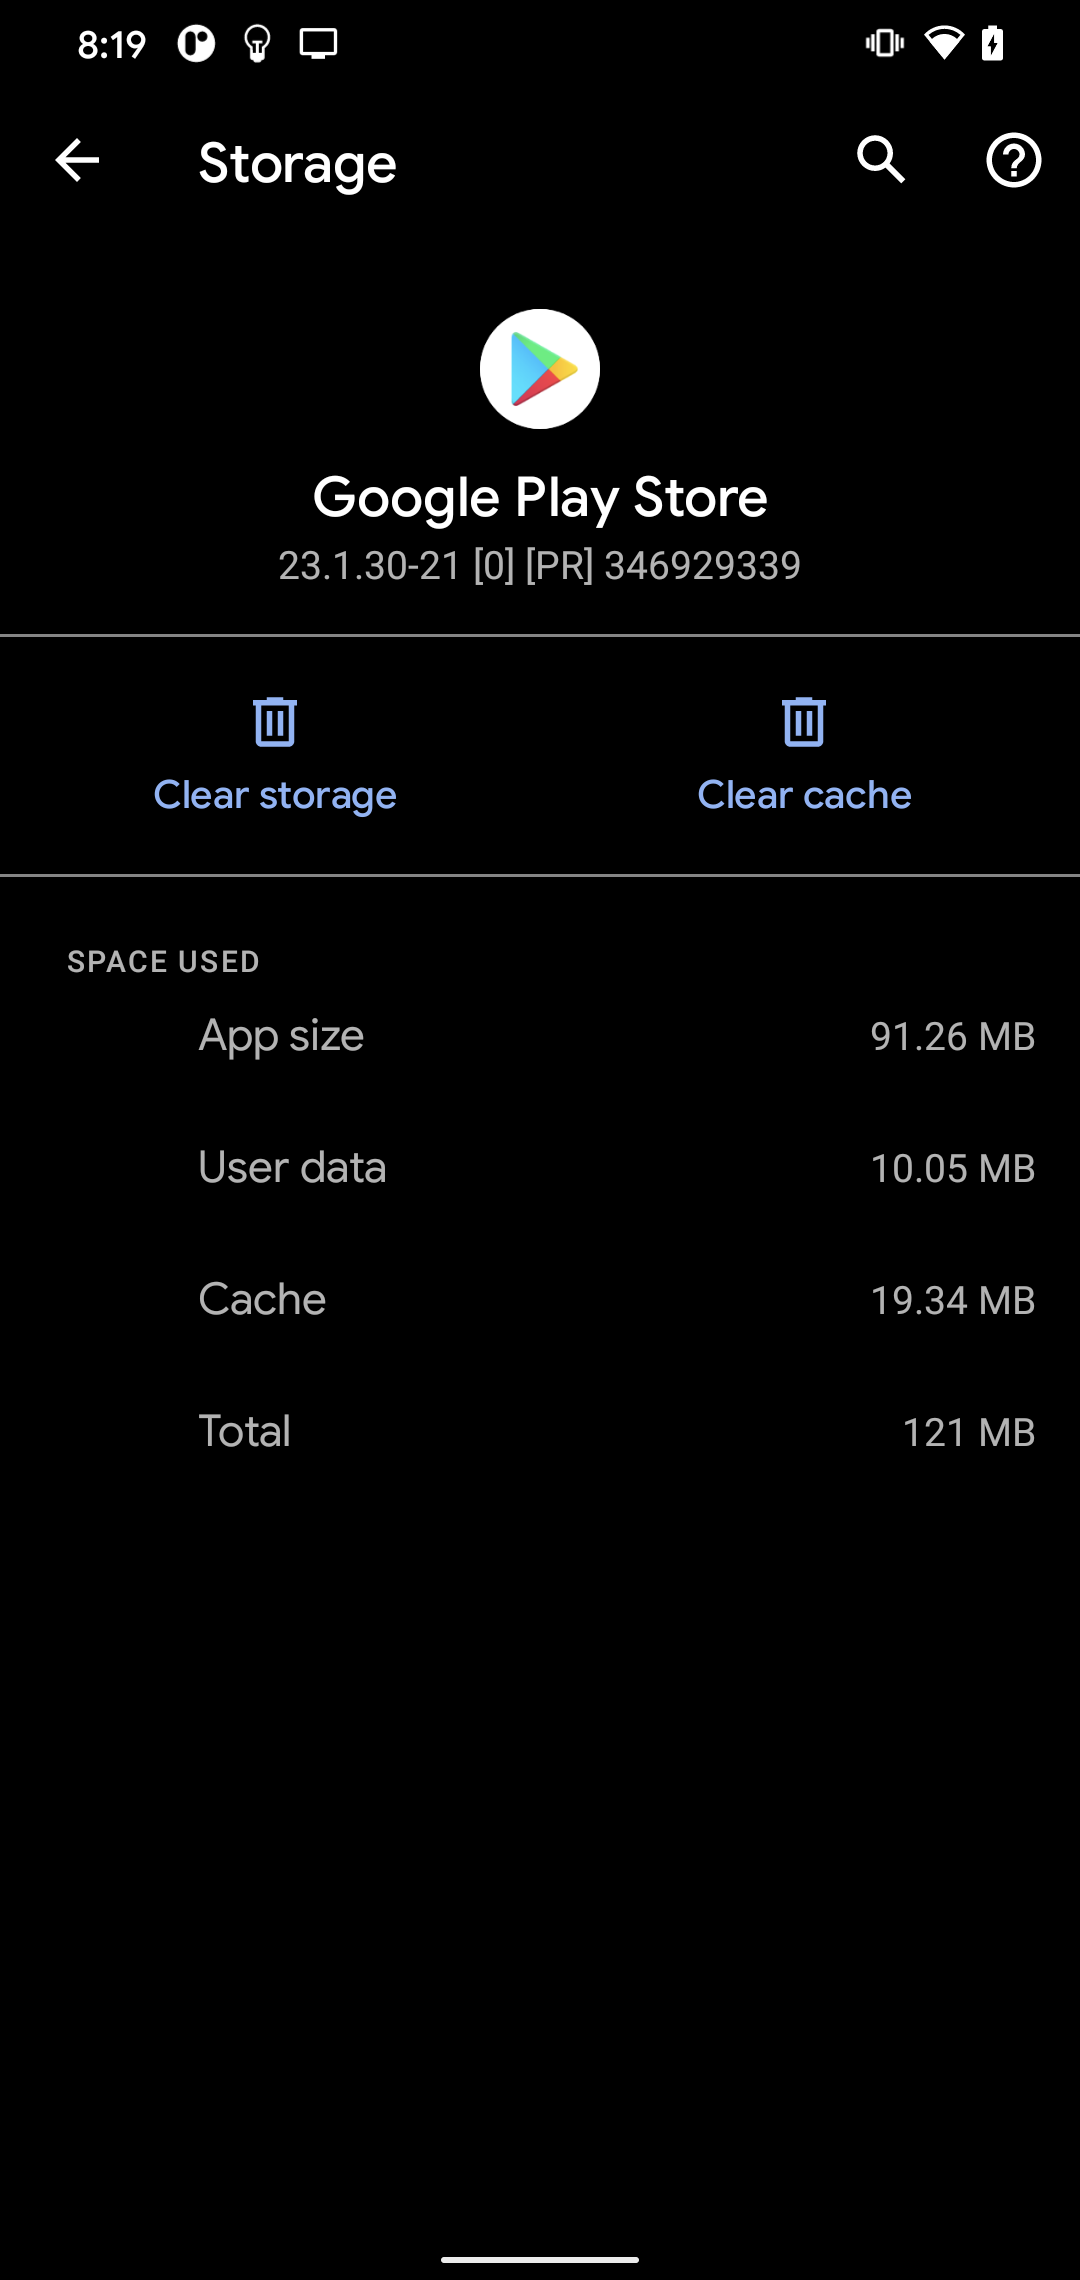 8:19
Storage
Google Play Store
23.1.30-21 [0] [PR] 346929339
Clear storage
Clear cache
SPACE USED
App size 91.26 MB
User data 10.05 MB
Cache 19.34 MB
Total 121 MB